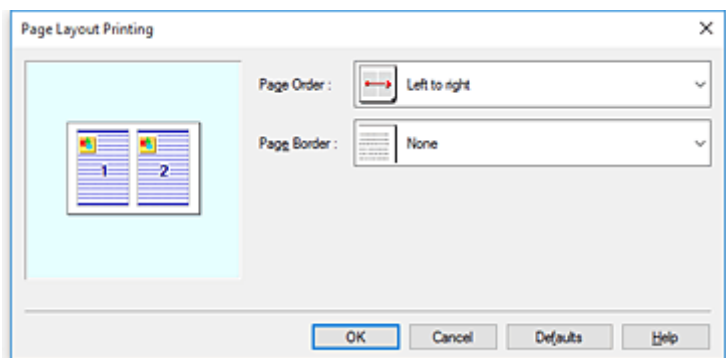 Page Layout Printing
Page Order : Left to right
1 2
Page Border : None
OK Cancel Defaults Help